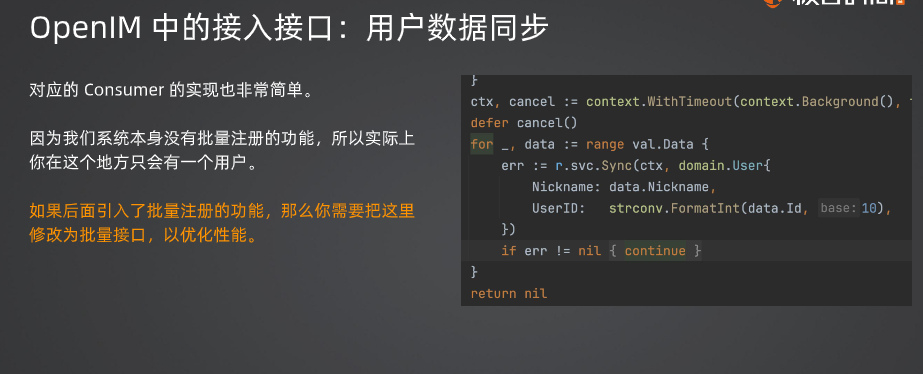 OpenIM 中的接入接口：用户数据同步
对应的 Consumer 的实现也非常简单。
因为我们系统本身没有批量注册的功能，所以实际上
你在这个地方只会有一个用户。
如果后面引入了批量注册的功能，那么你需要把这里
修改为批量接口，以优化性能。
}
ctx, cancel := context.WithTimeout(context.Background(),
defer cancel()
for _, data := range val.Data {
err := r.svc.Sync(ctx, domain.User{
Nickname: data.Nickname,
UserID: strconv.FormatInt(data.Id, base: 10),
})
if err != nil { continue }
}
return nil